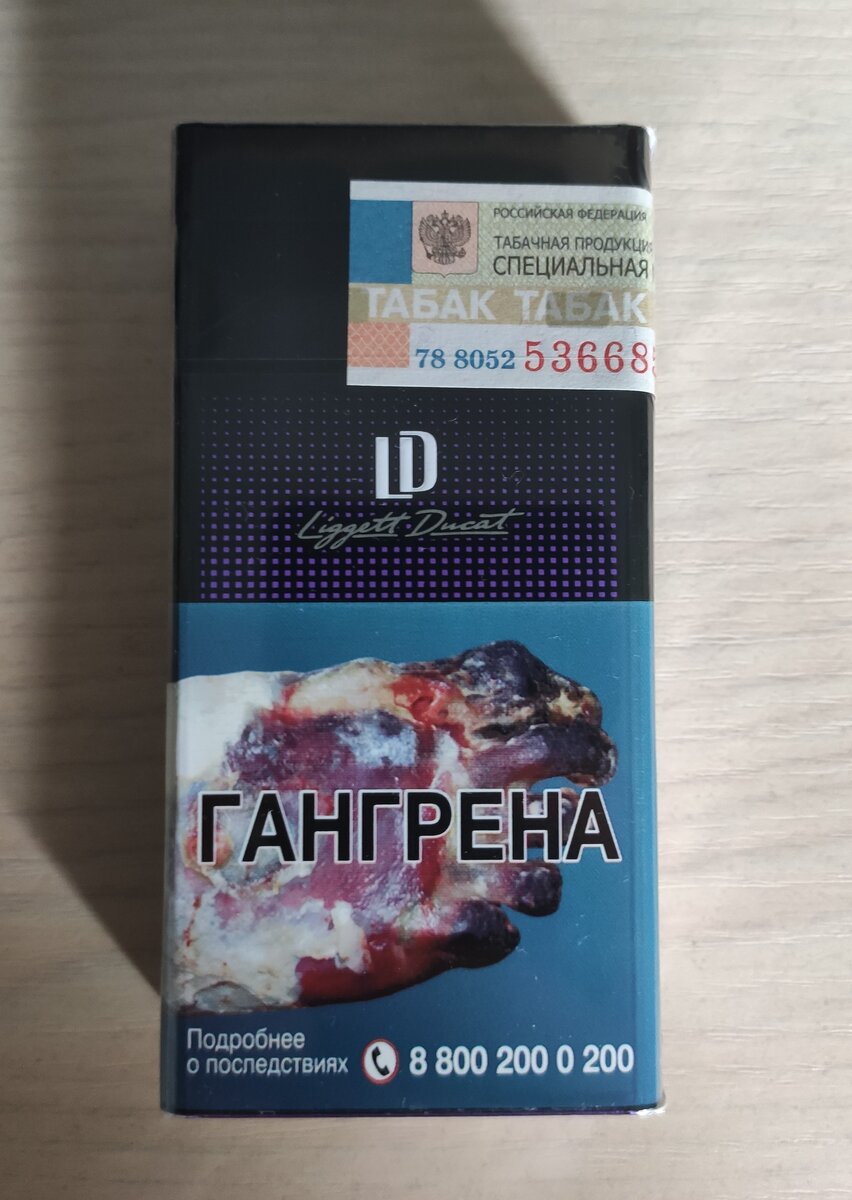 РОССИЙСКАЯ ФЕДЕРАЦИЯ
ТАБАЧНАЯ ПРОДУКЦИ
СПЕЦИАЛЬНАЯ
ТАБАК ТАБАК
78 8052 53668
LD
Liggett Ducat
ГАНГРЕНА
Подробнее
о последствиях
8 800 200 0 200